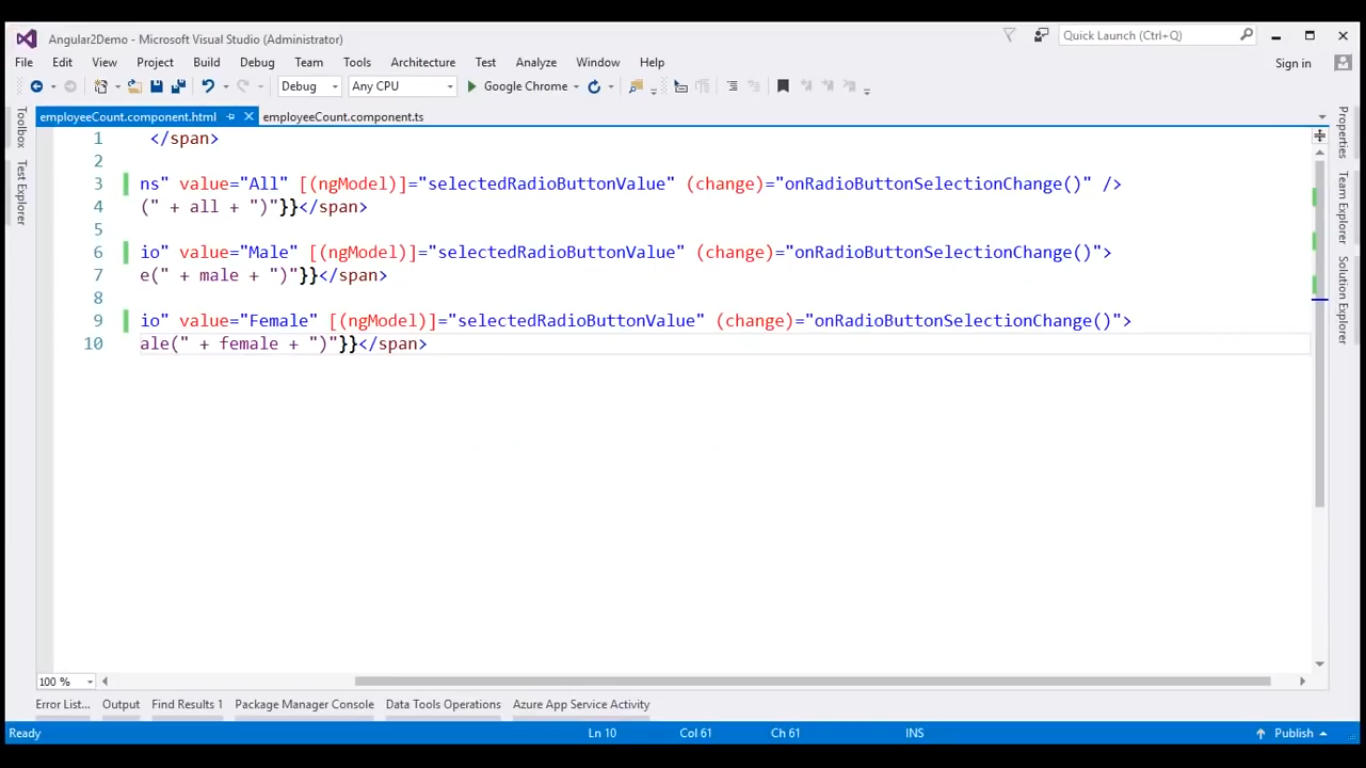 Angular2Demo - Microsoft Visual Studio (Administrator)
Quick Launch (Ctrl+Q)
File Edit View Project Build Debug Team Tools Architecture Test Analyze Window Help
Sign in
Debug Any CPU Google Chrome
employeeCount.component.html employeeCount.component.ts
Toolbox
Test Explorer
1 </span>
2
3 ns" value="All" [(ngModel)]="selectedRadioButtonValue" (change)="onRadioButtonSelectionChange()" />
4 (" + all + ")"}}</span>
5
6 io" value="Male" [(ngModel)]="selectedRadioButtonValue" (change)="onRadioButtonSelectionChange()">
7 e(" + male + ")"}}</span>
8
9 io" value="Female" [(ngModel)]="selectedRadioButtonValue" (change)="onRadioButtonSelectionChange()">
10 ale(" + female + ")"}}</span>
Properties
Team Explorer
Solution Explorer
100 %
Error List... Output Find Results 1 Package Manager Console Data Tools Operations Azure App Service Activity
Ready Ln 10 Col 61 Ch 61 INS Publish